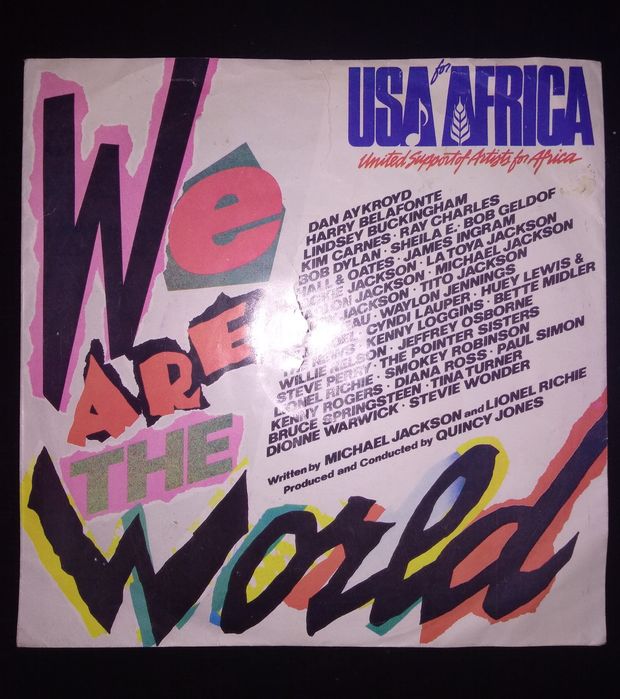 We
ARE
THE
World
USA for AFRICA
United Support of Artists for Africa
DAN AYKROYD
HARRY BELAFONTE
LINDSEY BUCKINGHAM
KIM CARNES · RAY CHARLES
BOB DYLAN · SHEILA E. · BOB GELDOF
HALL & OATES · JAMES INGRAM
JACKSON · LA TOYA JACKSON
JACKSON · MICHAEL JACKSON
JACKSON · TITO JACKSON
WAYLON JENNINGS
CYNDI LAUPER · HUEY LEWIS &
KENNY LOGGINS · BETTE MIDLER
WILLIE NELSON · JEFFREY OSBORNE
STEVE PERRY · THE POINTER SISTERS
LIONEL RICHIE · SMOKEY ROBINSON
KENNY ROGERS · DIANA ROSS · PAUL SIMON
BRUCE SPRINGSTEEN · TINA TURNER
DIONNE WARWICK · STEVIE WONDER
Written by MICHAEL JACKSON and LIONEL RICHIE
Produced and Conducted by QUINCY JONES